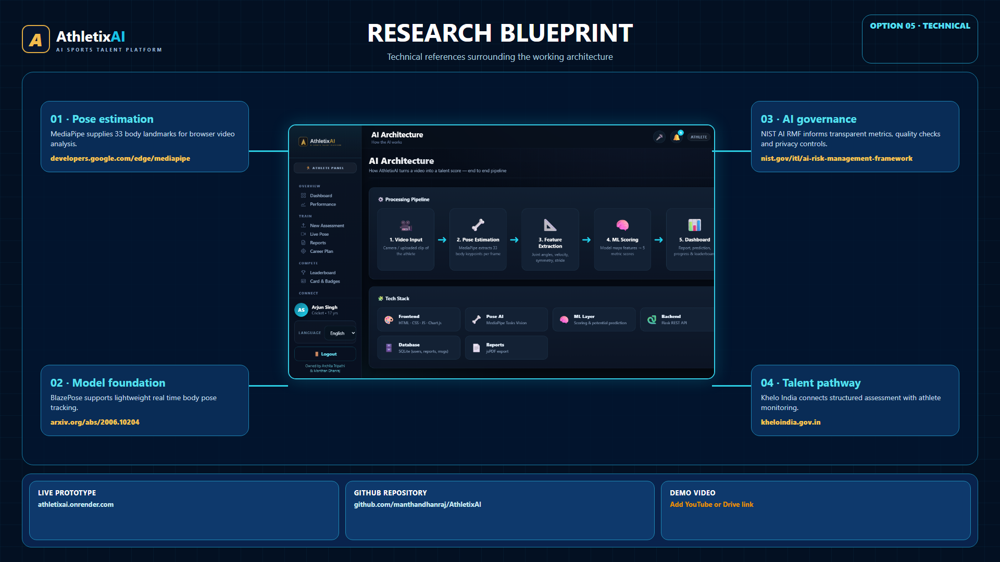 A
AthletixAI
AI SPORTS TALENT PLATFORM
RESEARCH BLUEPRINT
Technical references surrounding the working architecture
OPTION 05 · TECHNICAL
01 · Pose estimation
MediaPipe supplies 33 body landmarks for browser video
analysis.
developers.google.com/edge/mediapipe
02 · Model foundation
BlazePose supports lightweight real time body pose
tracking.
arxiv.org/abs/2006.10204
A
AthletixAI
AI SPORTS TALENT PLATFORM
ATHLETE PANEL
OVERVIEW
Dashboard
Performance
TRAIN
New Assessment
Live Pose
Reports
Career Plan
COMPETE
Leaderboard
Card & Badges
CONNECT
AS
Arjun Singh
Cricket • 17 yrs
LANGUAGE
English
Logout
Owned by Archita Tripathi
& Manthan Dhanraj
AI Architecture
How the AI works
1
ATHLETE
AI Architecture
How AthletixAI turns a video into a talent score — end to end pipeline
Processing Pipeline
1. Video Input
Camera / uploaded clip of
the athlete
2. Pose Estimation
MediaPipe extracts 33
body keypoints per frame
3. Feature
Extraction
Joint angles, velocity,
symmetry, stride
4. ML Scoring
Model maps features → 5
metric scores
5. Dashboard
Report, prediction,
progress & leaderboar
Tech Stack
Frontend
HTML · CSS · JS · Chart.js
Pose AI
MediaPipe Tasks Vision
ML Layer
Scoring & potential prediction
Backend
Flask REST API
Database
SQLite (users, reports, msgs)
Reports
jsPDF export
03 · AI governance
NIST AI RMF informs transparent metrics, quality checks
and privacy controls.
nist.gov/itl/ai-risk-management-framework
04 · Talent pathway
Khelo India connects structured assessment with athlete
monitoring.
kheloindia.gov.in
LIVE PROTOTYPE
athletixai.onrender.com
GITHUB REPOSITORY
github.com/manthandhanraj/AthletixAI
DEMO VIDEO
Add YouTube or Drive link